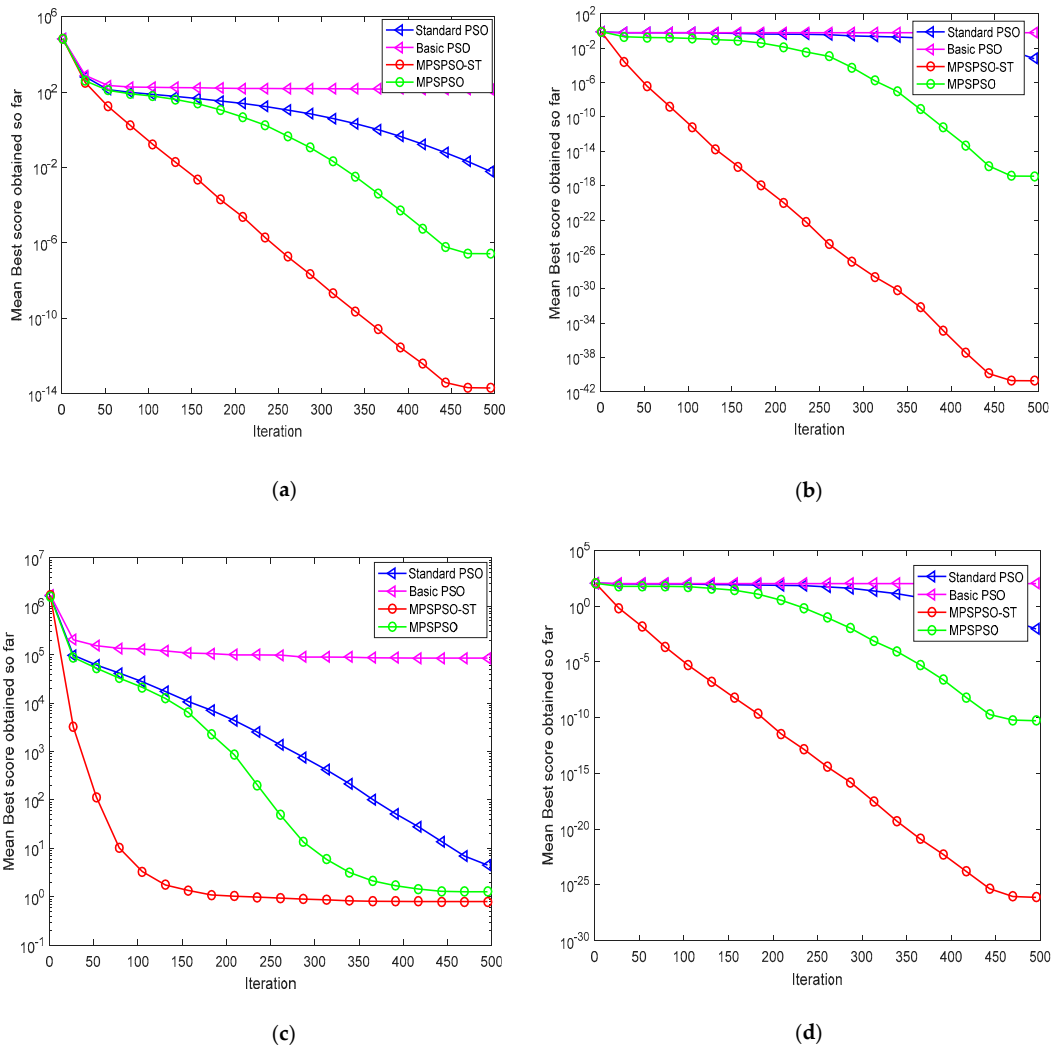 Mean Best score obtained so far
10^6
10^2
10^-2
10^-6
10^-10
10^-14
0 50 100 150 200 250 300 350 400 450 500
Iteration
Standard PSO
Basic PSO
MPSPSO-ST
MPSPSO
(a)
Mean Best score obtained so far
10^2
10^-2
10^-6
10^-10
10^-14
10^-18
10^-22
10^-26
10^-30
10^-34
10^-38
10^-42
0 50 100 150 200 250 300 350 400 450 500
Iteration
Standard PSO
Basic PSO
MPSPSO-ST
MPSPSO
(b)
Mean Best score obtained so far
10^7
10^6
10^5
10^4
10^3
10^2
10^1
10^0
10^-1
0 50 100 150 200 250 300 350 400 450 500
Iteration
Standard PSO
Basic PSO
MPSPSO-ST
MPSPSO
(c)
Mean Best score obtained so far
10^5
10^0
10^-5
10^-10
10^-15
10^-20
10^-25
10^-30
0 50 100 150 200 250 300 350 400 450 500
Iteration
Standard PSO
Basic PSO
MPSPSO-ST
MPSPSO
(d)